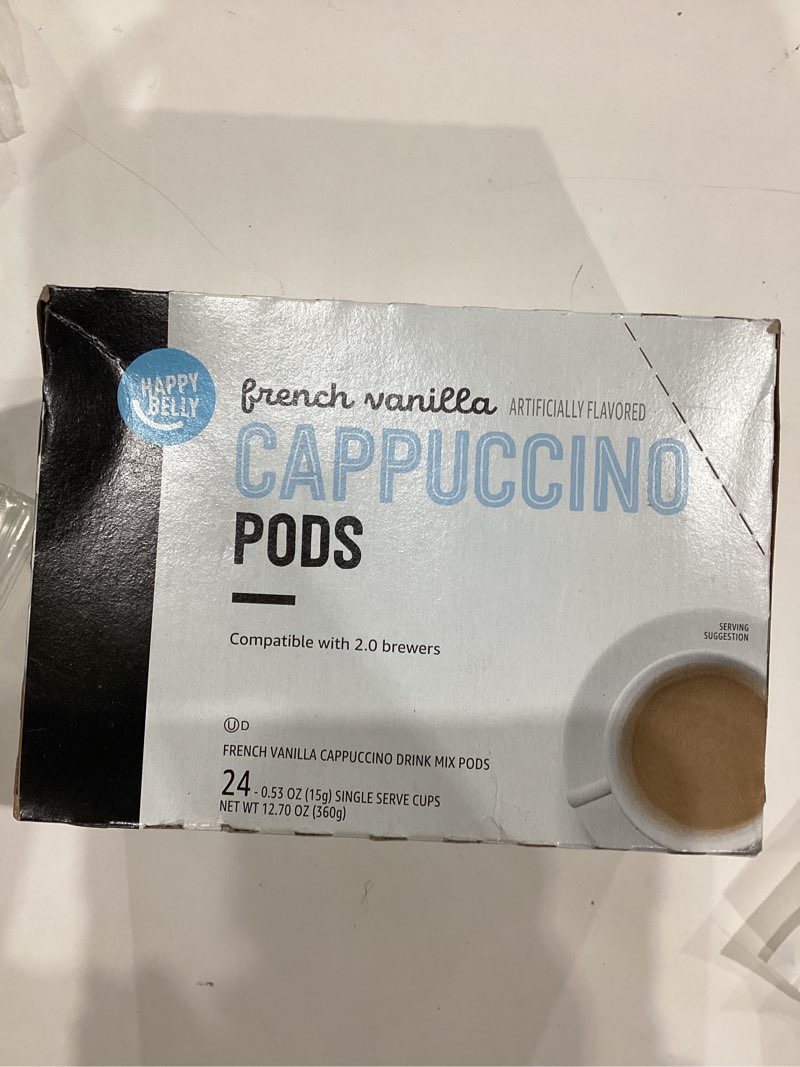 HAPPY
BELLY
french vanilla ARTIFICIALLY FLAVORED
CAPPUCCINO
PODS
Compatible with 2.0 brewers
SERVING
SUGGESTION
Ⓤ D
FRENCH VANILLA CAPPUCCINO DRINK MIX PODS
24 - 0.53 OZ (15g) SINGLE SERVE CUPS
NET WT 12.70 OZ (360g)